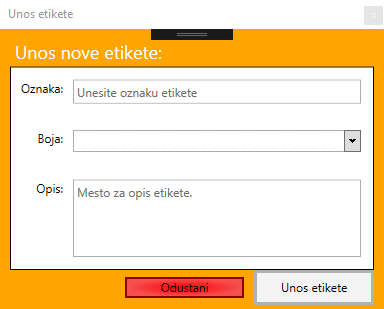 Unos etikete
x
Unos nove etikete:
Oznaka:
Unesite oznaku etikete
Boja:
Opis:
Mesto za opis etikete.
Odustani
Unos etikete